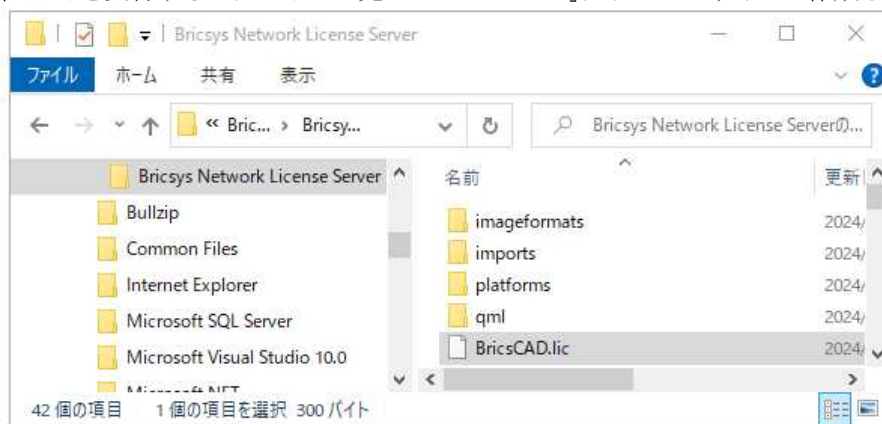 Bricsys Network License Server
ファイル ホーム 共有 表示
« Bric... › Bricsy... Bricsys Network License Serverの...
Bricsys Network License Server
Bullzip
Common Files
Internet Explorer
Microsoft SQL Server
Microsoft Visual Studio 10.0
名前 更新
imageformats 2024/
imports 2024/
platforms 2024/
qml 2024/
BricsCAD.lic 2024/
42 個の項目 1 個の項目を選択 300 バイト